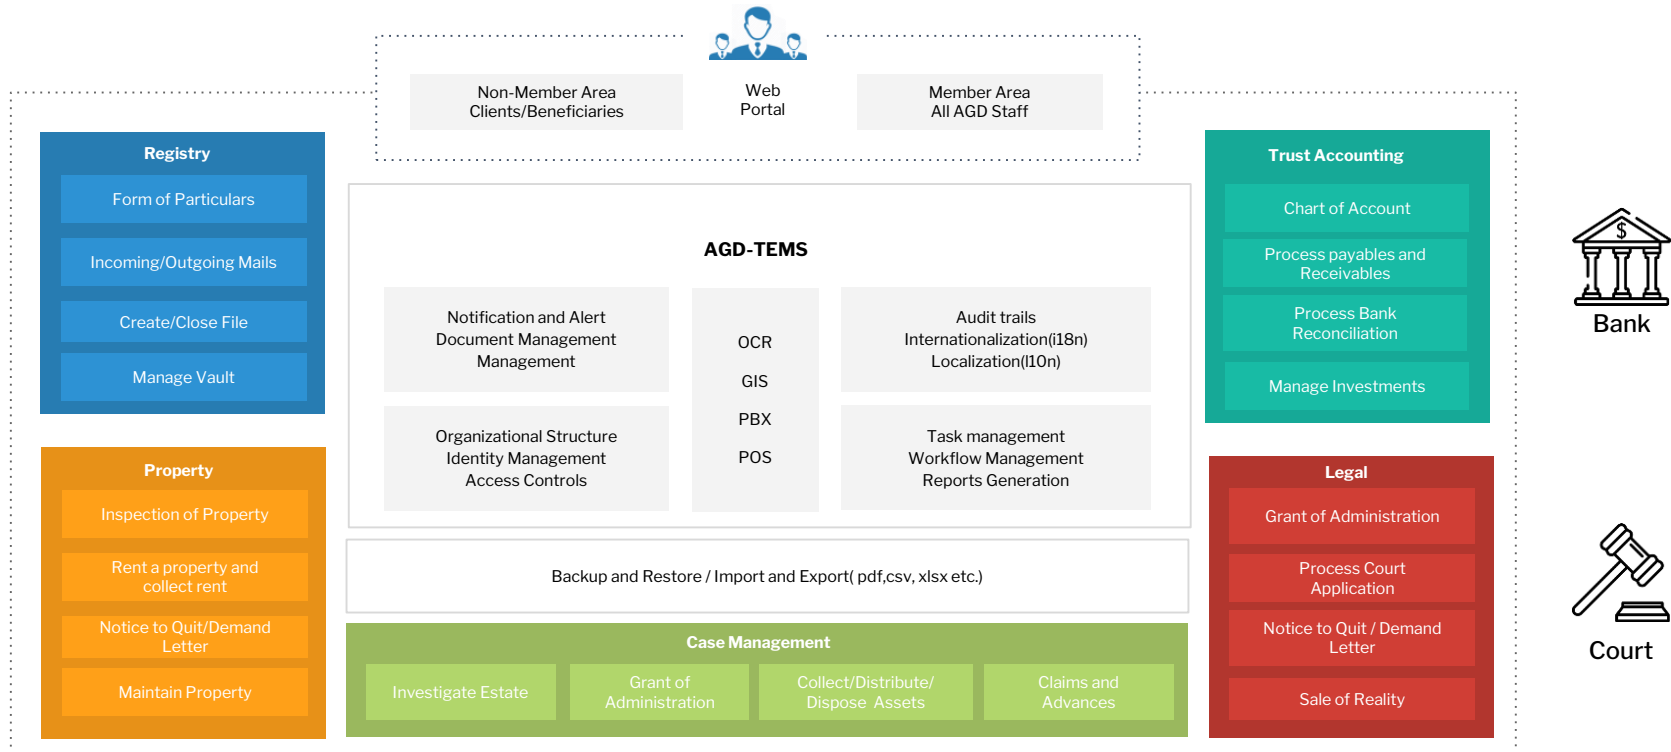 Non-Member Area
Clients/Beneficiaries
Web
Portal
Member Area
All AGD Staff
Registry
Form of Particulars
Incoming/Outgoing Mails
Create/Close File
Manage Vault
Property
Inspection of Property
Rent a property and
collect rent
Notice to Quit/Demand
Letter
Maintain Property
AGD-TEMS
Notification and Alert
Document Management
Management
Organizational Structure
Identity Management
Access Controls
OCR
GIS
PBX
POS
Audit trails
Internationalization(i18n)
Localization(l10n)
Task management
Workflow Management
Reports Generation
Backup and Restore / Import and Export( pdf,csv, xlsx etc.)
Case Management
Investigate Estate
Grant of
Administration
Collect/Distribute/
Dispose  Assets
Claims and
Advances
Trust Accounting
Chart of Account
Process payables and
Receivables
Process Bank
Reconciliation
Manage Investments
Legal
Grant of Administration
Process Court
Application
Notice to Quit / Demand
Letter
Sale of Reality
$
Bank
Court